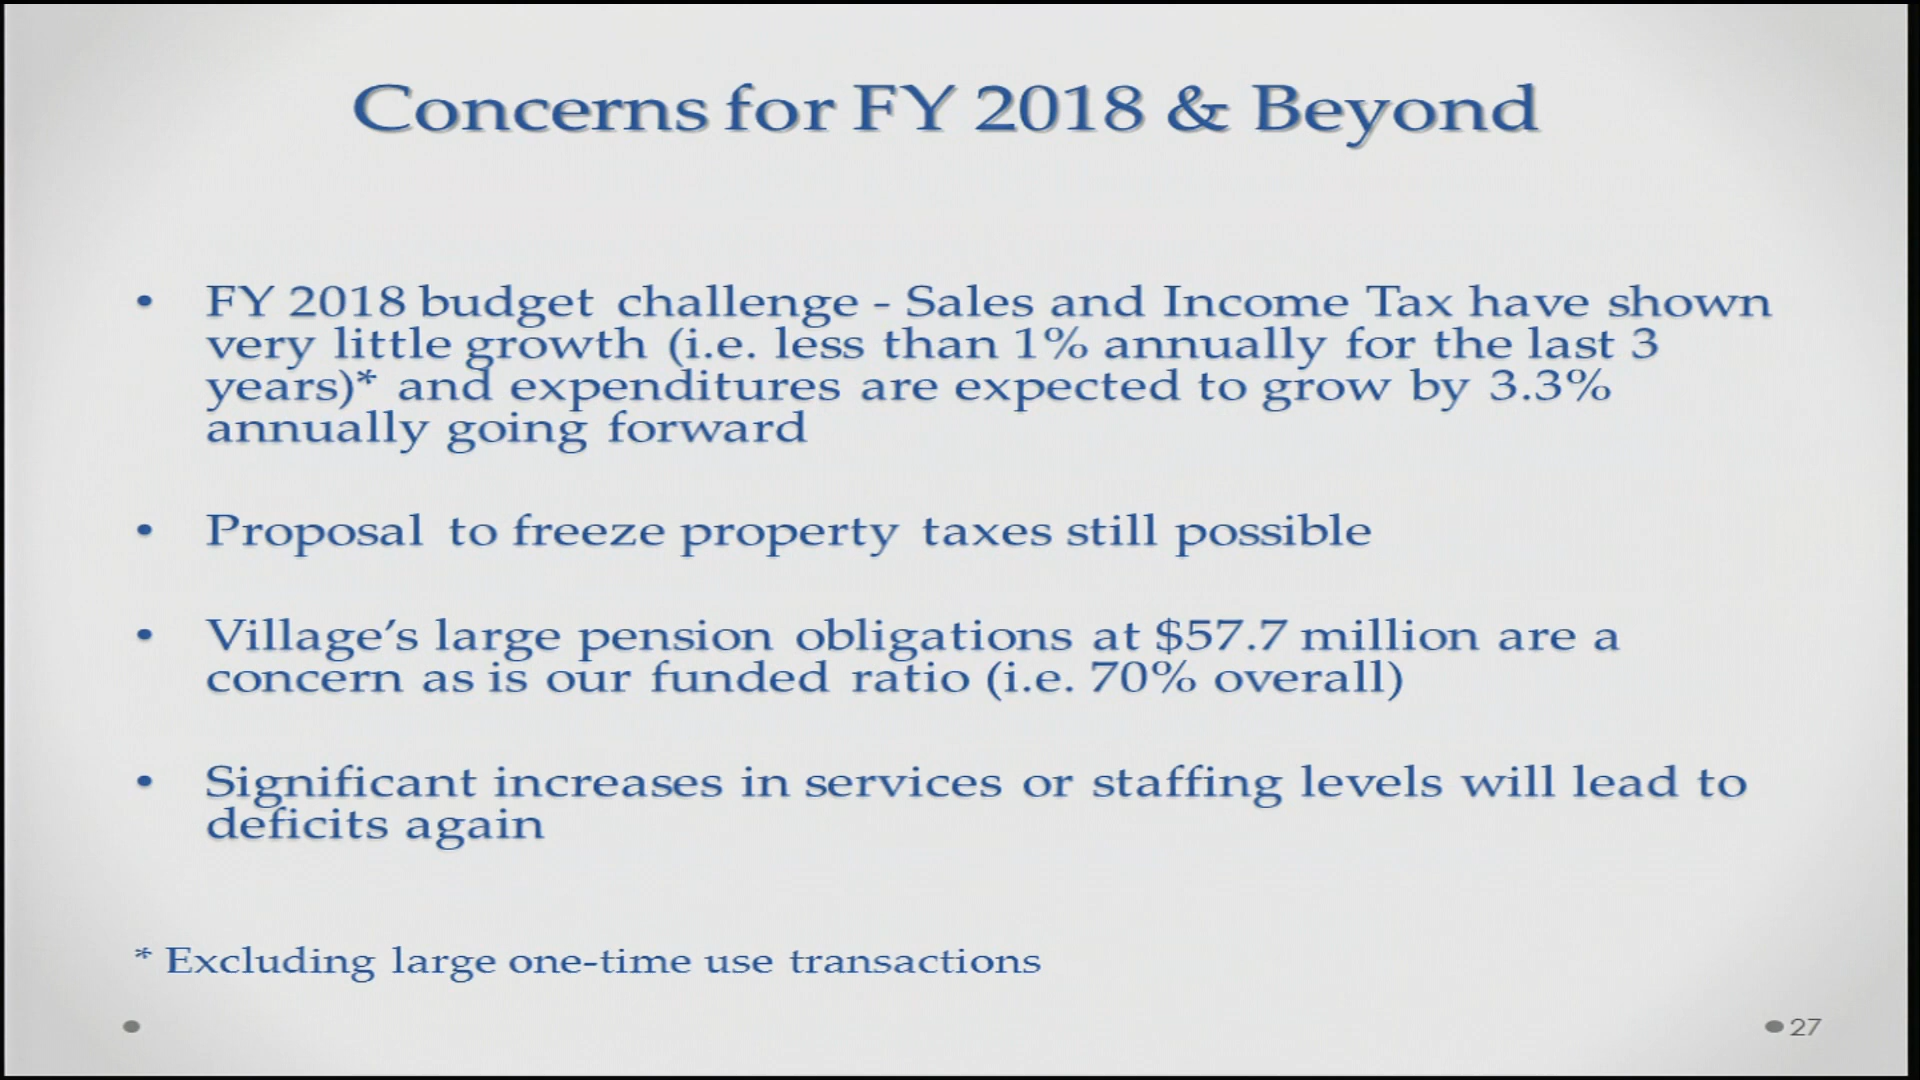 Concerns for FY 2018 & Beyond
• FY 2018 budget challenge - Sales and Income Tax have shown
very little growth (i.e. less than 1% annually for the last 3
years)* and expenditures are expected to grow by 3.3%
annually going forward
• Proposal to freeze property taxes still possible
• Village's large pension obligations at $57.7 million are a
concern as is our funded ratio (i.e. 70% overall)
• Significant increases in services or staffing levels will lead to
deficits again
* Excluding large one-time use transactions
27